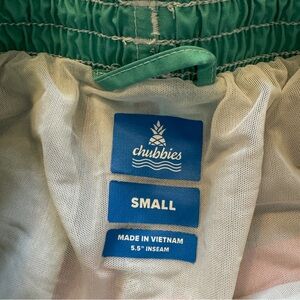 chubbies
SMALL
MADE IN VIETNAM
5.5" INSEAM